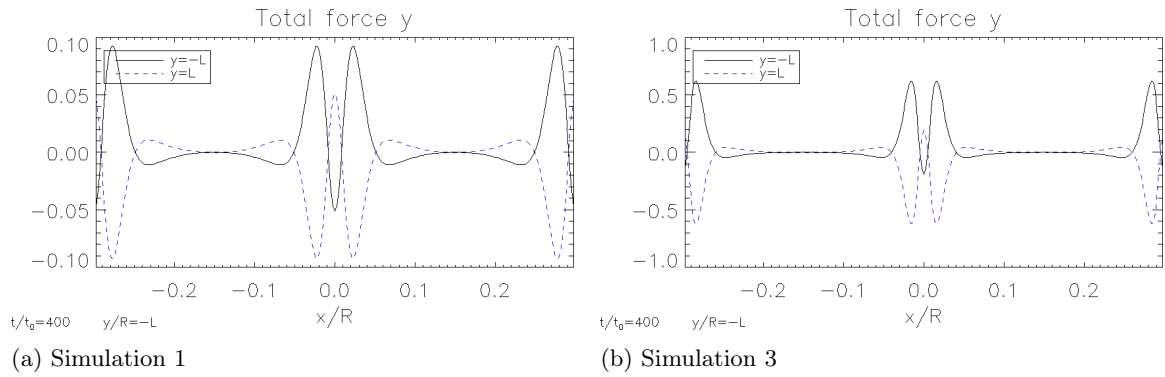 Total force y
0.10
0.05
0.00
−0.05
−0.10
y=−L
y=L
−0.2 −0.1 0.0 0.1 0.2
x/R
t/t₀=400 y/R=−L
(a) Simulation 1
Total force y
1.0
0.5
0.0
−0.5
−1.0
y=−L
y=L
−0.2 −0.1 0.0 0.1 0.2
x/R
t/t₀=400 y/R=−L
(b) Simulation 3